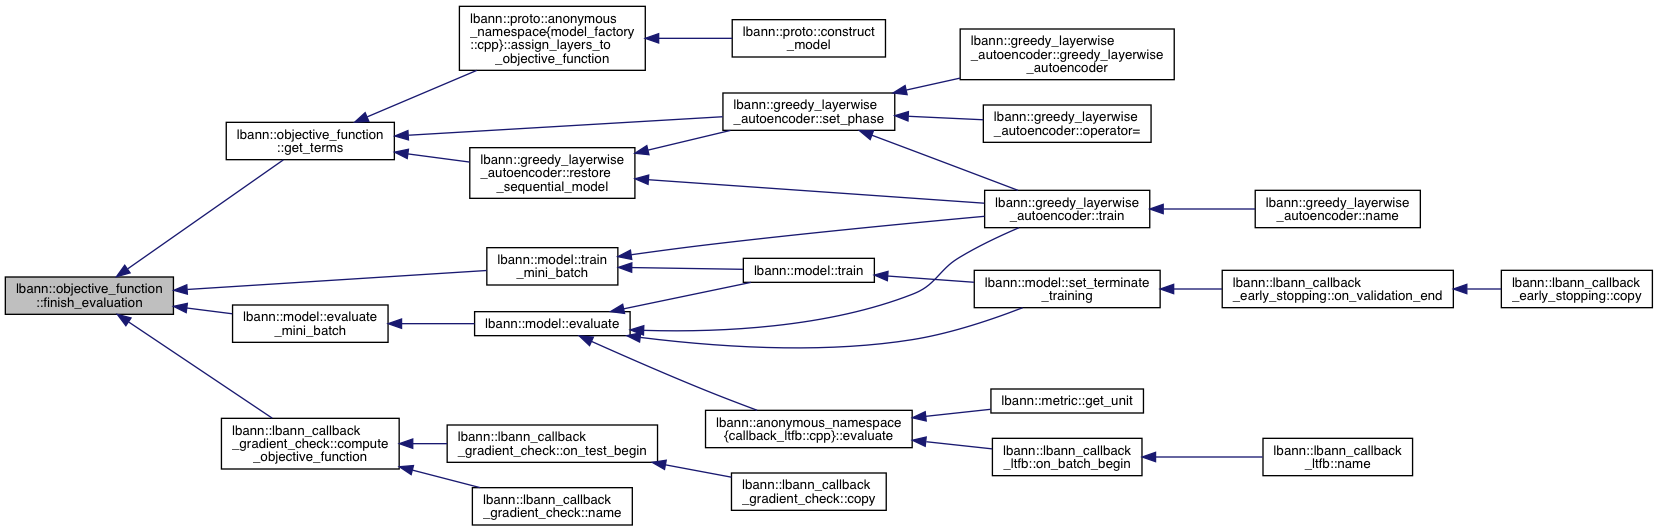 lbann::objective_function
::finish_evaluation
lbann::objective_function
::get_terms
lbann::proto::anonymous
_namespace{model_factory
::cpp}::assign_layers_to
_objective_function
lbann::proto::construct
_model
lbann::greedy_layerwise
_autoencoder::set_phase
lbann::greedy_layerwise
_autoencoder::greedy_layerwise
_autoencoder
lbann::greedy_layerwise
_autoencoder::operator=
lbann::greedy_layerwise
_autoencoder::restore
_sequential_model
lbann::greedy_layerwise
_autoencoder::train
lbann::greedy_layerwise
_autoencoder::name
lbann::model::train
_mini_batch
lbann::model::train
lbann::model::set_terminate
_training
lbann::lbann_callback
_early_stopping::on_validation_end
lbann::lbann_callback
_early_stopping::copy
lbann::model::evaluate
_mini_batch
lbann::model::evaluate
lbann::anonymous_namespace
{callback_ltfb::cpp}::evaluate
lbann::metric::get_unit
lbann::lbann_callback
_ltfb::on_batch_begin
lbann::lbann_callback
_ltfb::name
lbann::lbann_callback
_gradient_check::compute
_objective_function
lbann::lbann_callback
_gradient_check::on_test_begin
lbann::lbann_callback
_gradient_check::copy
lbann::lbann_callback
_gradient_check::name